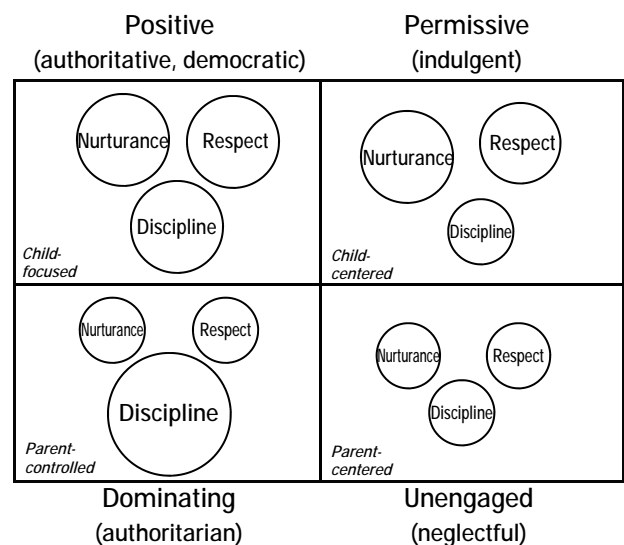 Positive
(authoritative, democratic)
Permissive
(indulgent)
Nurturance
Respect
Discipline
Child-
focused
Nurturance
Respect
Discipline
Child-
centered
Nurturance
Respect
Discipline
Parent-
controlled
Nurturance
Respect
Discipline
Parent-
centered
Dominating
(authoritarian)
Unengaged
(neglectful)